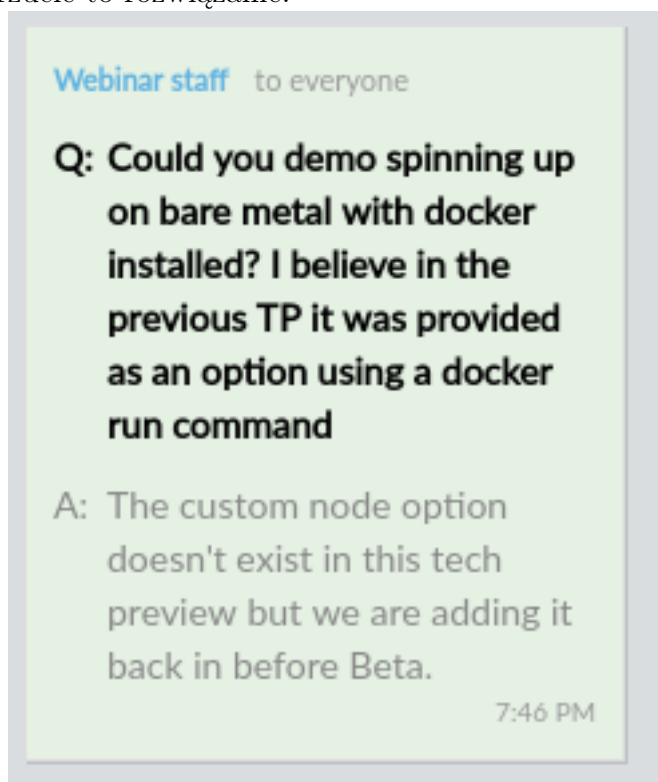 to rozwiązanie.
Webinar staff to everyone
Q: Could you demo spinning up
on bare metal with docker
installed? I believe in the
previous TP it was provided
as an option using a docker
run command
A: The custom node option
doesn't exist in this tech
preview but we are adding it
back in before Beta.
7:46 PM